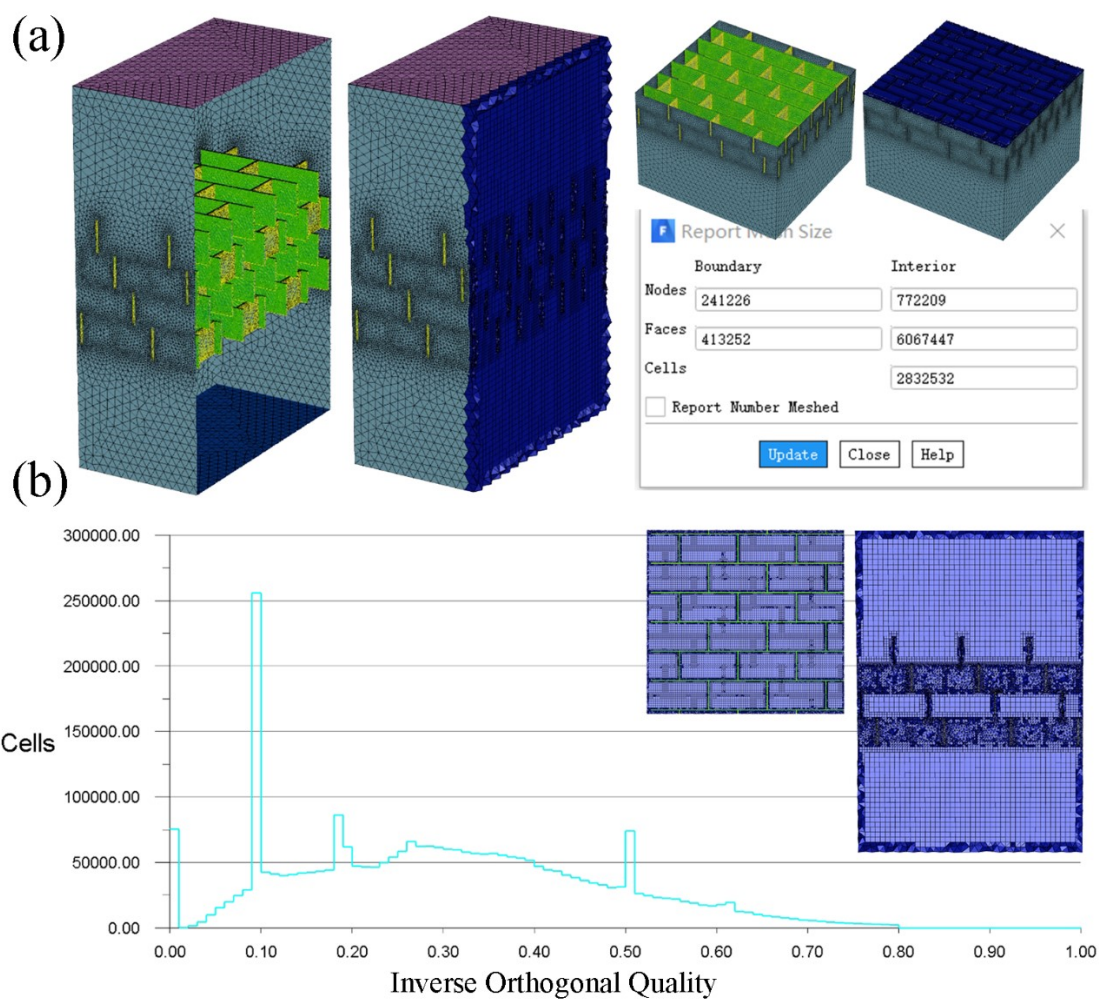 (a)
Report M n Size
Boundary Interior
Nodes 241226 772209
Faces 413252 6067447
Cells 2832532
Report Number Meshed
Update Close Help
(b)
300000.00
250000.00
200000.00
150000.00
100000.00
50000.00
0.00
Cells
0.00 0.10 0.20 0.30 0.40 0.50 0.60 0.70 0.80 0.90 1.00
Inverse Orthogonal Quality